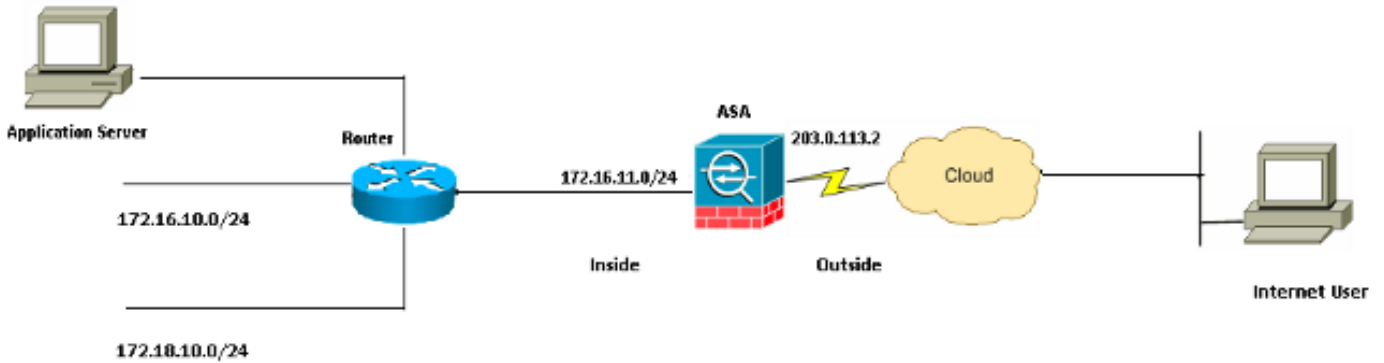 Application Server
Router
172.16.10.0/24
172.18.10.0/24
172.16.11.0/24
Inside
ASA
203.0.113.2
Outside
Cloud
Internet User